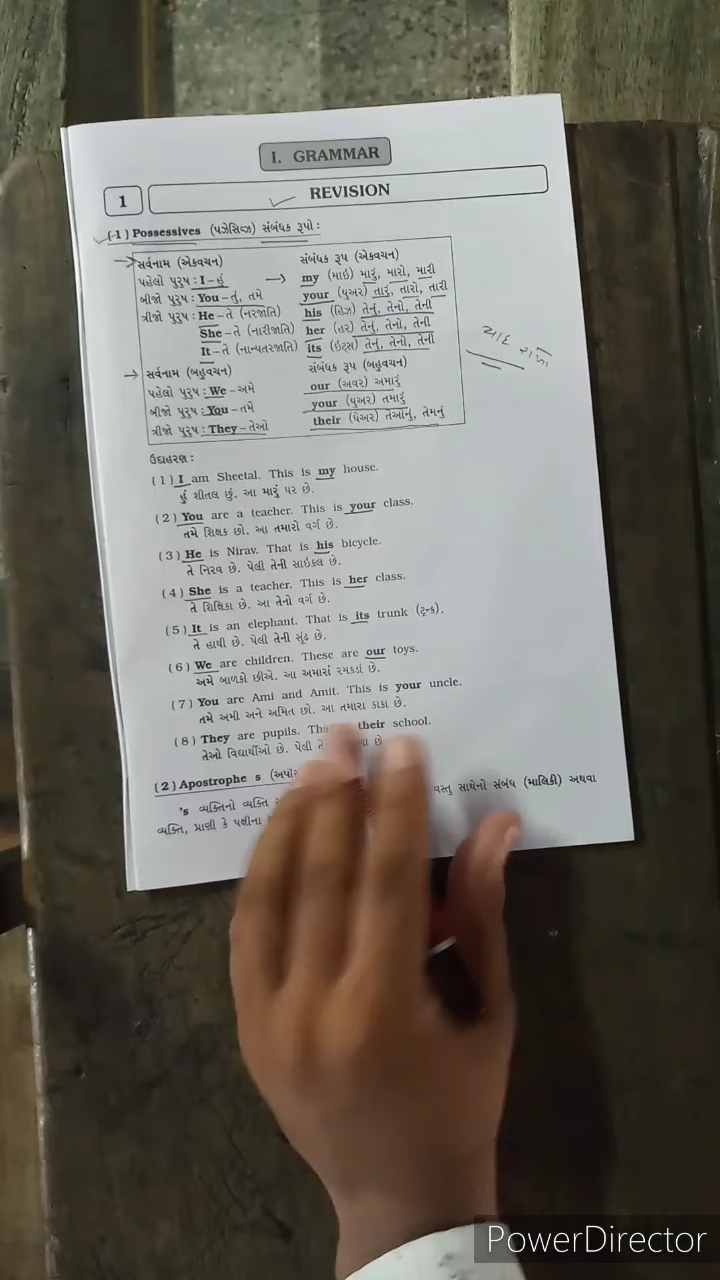 I. GRAMMAR
1 REVISION
(1) Possessives (પઝેસિવ્ઝ) સંબંધક રૂપો :
સર્વનામ (એકવચન) સંબંધક રૂપ (એકવચન)
પહેલો પુરુષ : I – હું my (માઇ) મારું, મારો, મારી
બીજો પુરુષ : You – તું, તમે your (યુઅર) તારું, તારો, તારી
ત્રીજો પુરુષ : He – તે (નરજાતિ) his (હિઝ) તેનું, તેનો, તેની
She – તે (નારીજાતિ) her (હર) તેનું, તેનો, તેની
It – તે (નાન્યતરજાતિ) its (ઇટ્સ) તેનું, તેનો, તેની
સર્વનામ (બહુવચન) સંબંધક રૂપ (બહુવચન)
પહેલો પુરુષ : We – અમે our (અવર) અમારું
બીજો પુરુષ : You – તમે your (યુઅર) તમારું
ત્રીજો પુરુષ : They – તેઓ their (ધેઅર) તેઓનું, તેમનું
યાદ રાખો
ઉદાહરણ :
(1) I am Sheetal. This is my house.
હું શીતલ છું. આ મારું ઘર છે.
(2) You are a teacher. This is your class.
તમે શિક્ષક છો. આ તમારો વર્ગ છે.
(3) He is Nirav. That is his bicycle.
તે નિરવ છે. પેલી તેની સાઇકલ છે.
(4) She is a teacher. This is her class.
તે શિક્ષિકા છે. આ તેનો વર્ગ છે.
(5) It is an elephant. That is its trunk (ટ્રન્ક).
તે હાથી છે. પેલી તેની સૂંઢ છે.
(6) We are children. These are our toys.
અમે બાળકો છીએ. આ અમારાં રમકડાં છે.
(7) You are Ami and Amit. This is your uncle.
તમે અમી અને અમિત છો. આ તમારા કાકા છે.
(8) They are pupils. their school.
તેઓ વિદ્યાર્થીઓ છે. પેલી છે
(2) Apostrophe s
's વ્યક્તિનો વ્યક્તિ વસ્તુ સાથેનો સંબંધ (માલિકી) અથવા
વ્યક્તિ, પ્રાણી કે પક્ષીના
PowerDirector